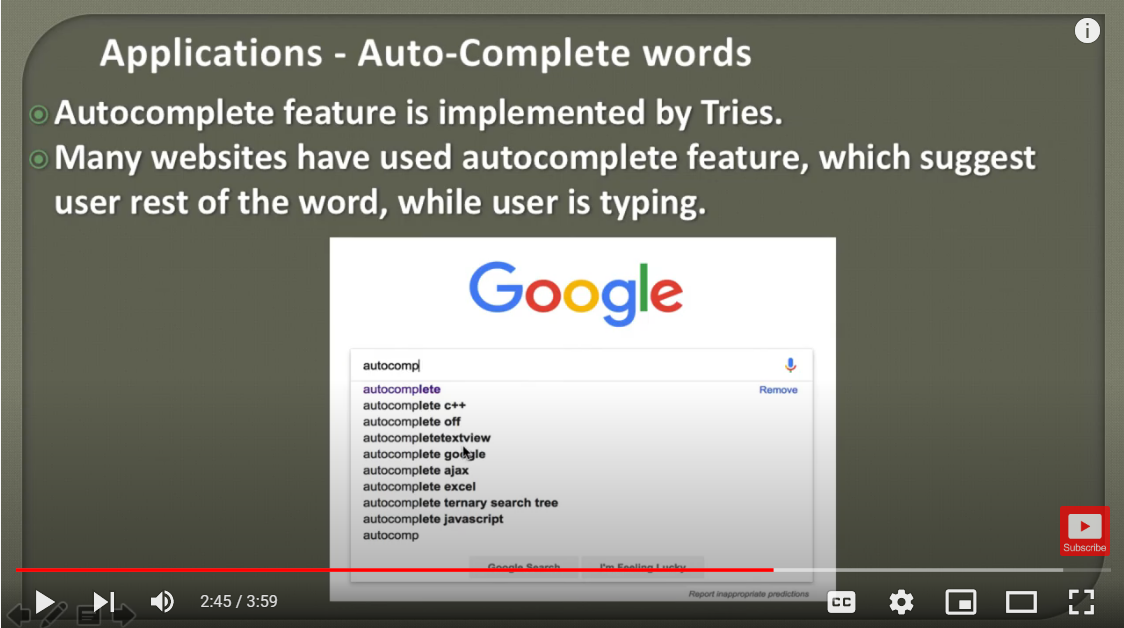 Applications - Auto-Complete words
Autocomplete feature is implemented by Tries.
Many websites have used autocomplete feature, which suggest
user rest of the word, while user is typing.
Google
autocomp
autocomplete
Remove
autocomplete c++
autocomplete off
autocompletetextview
autocomplete google
autocomplete ajax
autocomplete excel
autocomplete ternary search tree
autocomplete javascript
autocomp
Google Search I'm Feeling Lucky
Report inappropriate predictions
Subscribe
2:45 / 3:59
CC